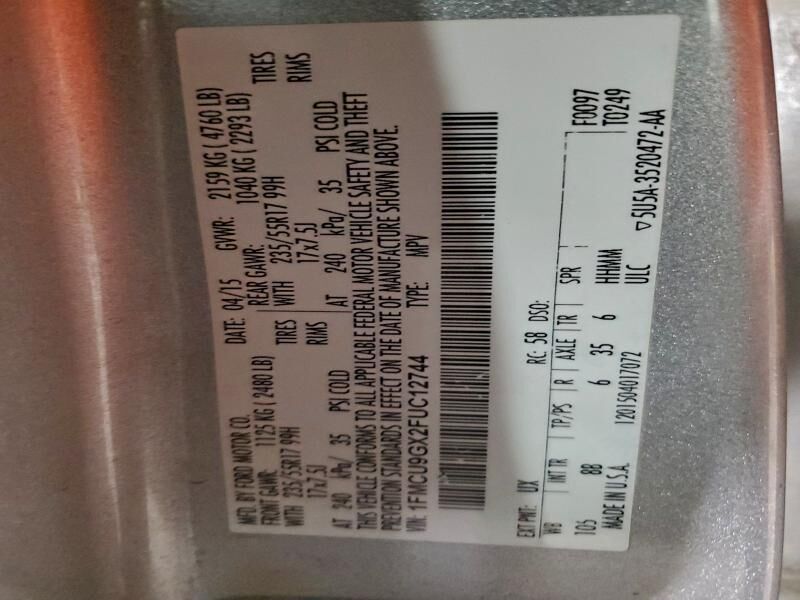 MFD. BY FORD MOTOR CO.
DATE: 04/15 GVWR: 2159 KG ( 4760 LB)
FRONT GAWR: 1125 KG ( 2480 LB) REAR GAWR: 1040 KG ( 2293 LB)
WITH 235/55R17 99H TIRES WITH 235/55R17 99H TIRES
17x7.5J RIMS 17x7.5J RIMS
AT 240 kPa/ 35 PSI COLD AT 240 kPa/ 35 PSI COLD
THIS VEHICLE CONFORMS TO ALL APPLICABLE FEDERAL MOTOR VEHICLE SAFETY AND THEFT
PREVENTION STANDARDS IN EFFECT ON THE DATE OF MANUFACTURE SHOWN ABOVE.
VIN: 1FMCU9GX2FUC12744 TYPE: MPV
EXT PNT: UX RC: 58 DSO: F0097
WB INT TR TP/PS R AXLE TR SPR T0249
105 8B 6 35 6 HHMM
MADE IN U.S.A. 1201504017072 ULC ▽5U5A-3520472-AA